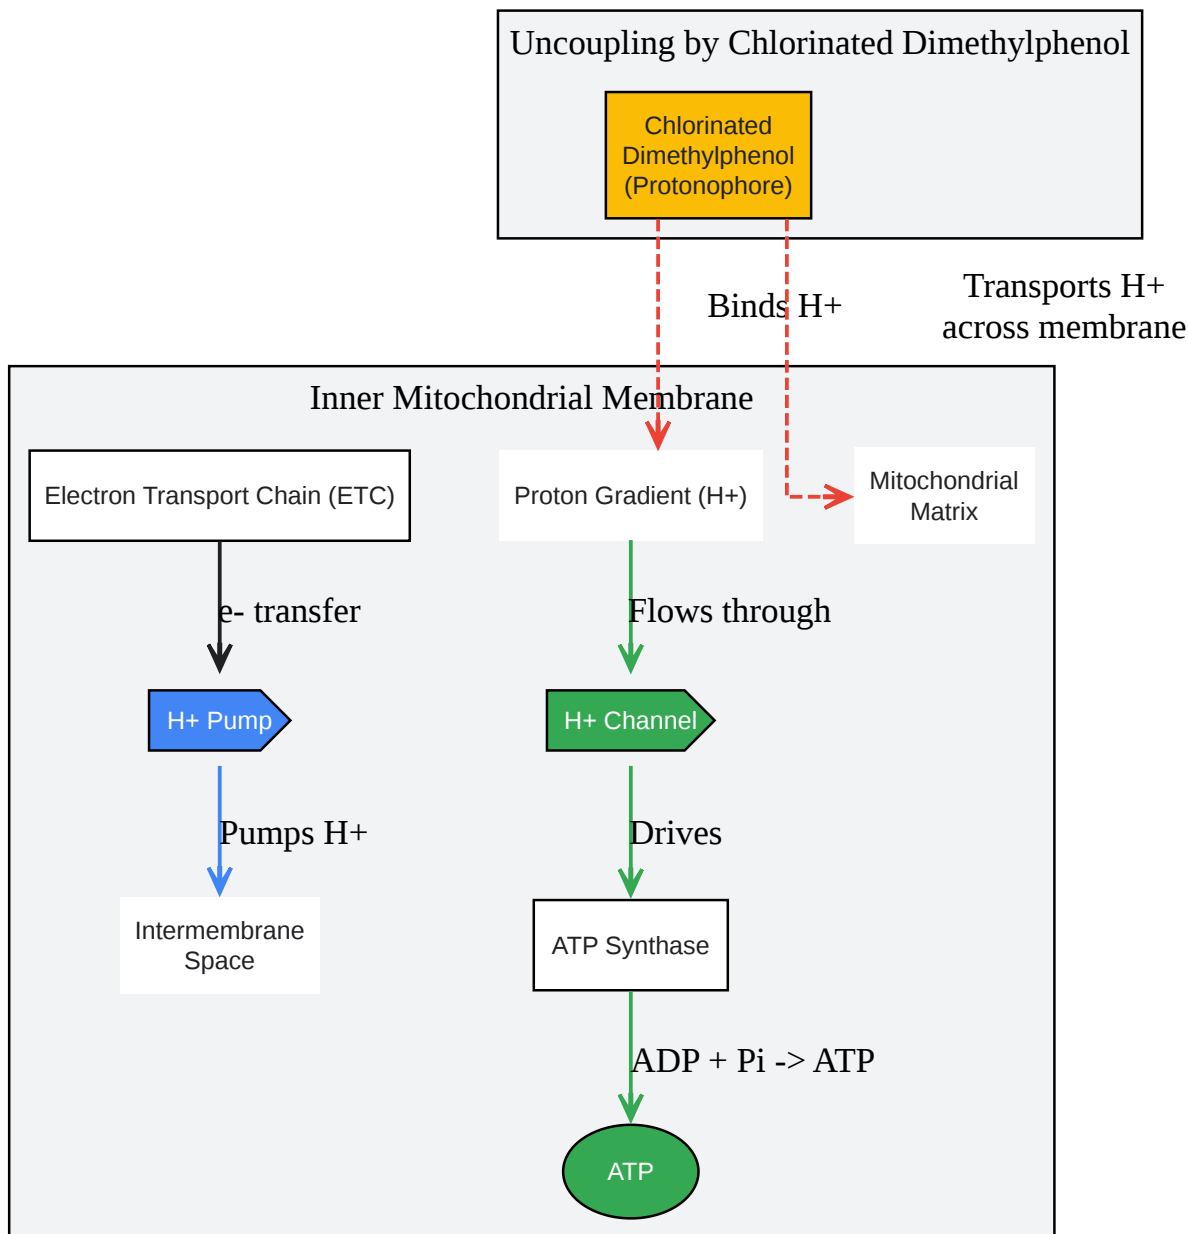 Uncoupling by Chlorinated Dimethylphenol
Chlorinated
Dimethylphenol
(Protonophore)
Binds H+
Transports H+
across membrane
Inner Mitochondrial Membrane
Electron Transport Chain (ETC)
Proton Gradient (H+)
Mitochondrial
Matrix
e- transfer
Flows through
H+ Pump
H+ Channel
Pumps H+
Drives
Intermembrane
Space
ATP Synthase
ADP + Pi -> ATP
ATP